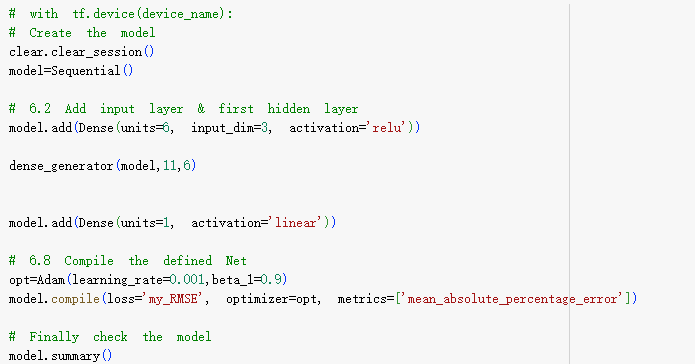 # with tf.device(device_name):
# Create the model
clear.clear_session()
model=Sequential()
# 6.2 Add input layer & first hidden layer
model.add(Dense(units=6, input_dim=3, activation='relu'))
dense_generator(model,11,6)
model.add(Dense(units=1, activation='linear'))
# 6.8 Compile the defined Net
opt=Adam(learning_rate=0.001,beta_1=0.9)
model.compile(loss='my_RMSE', optimizer=opt, metrics=['mean_absolute_percentage_error'])
# Finally check the model
model.summary()